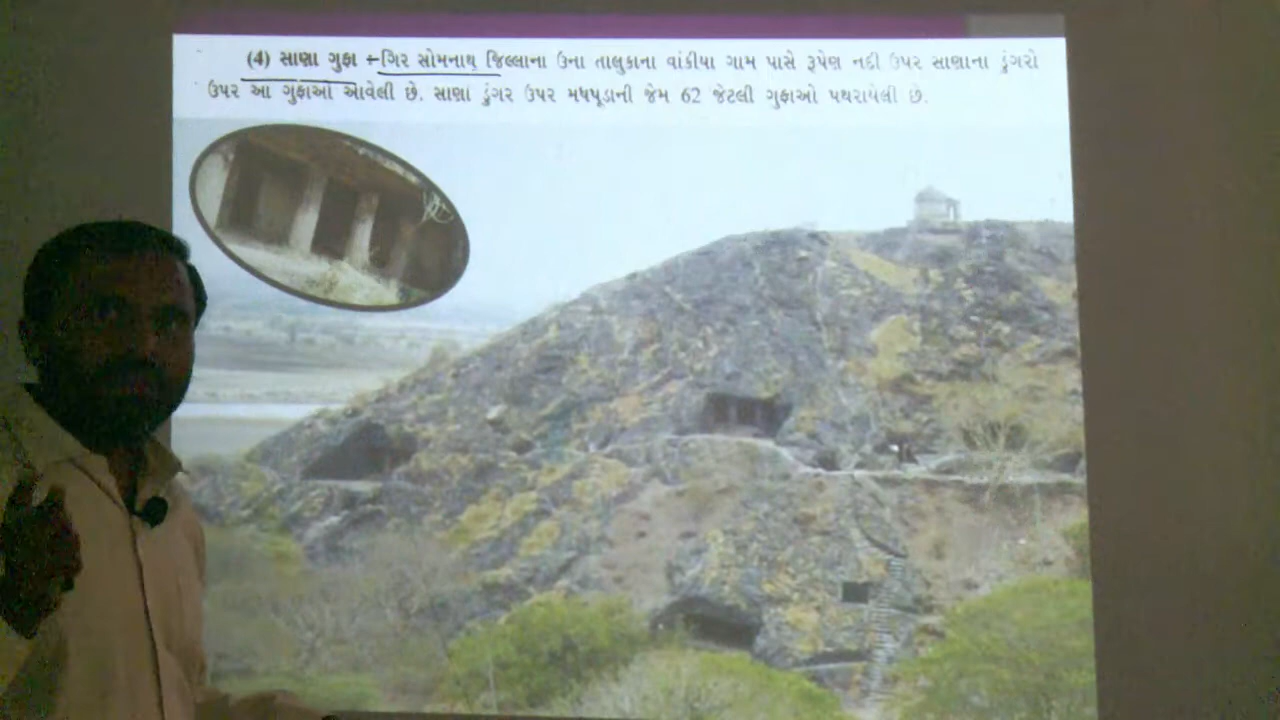 (4) સાણા ગુફા - ગિર સોમનાથ જિલ્લાના ઉના તાલુકાના વાંકીયા ગામ પાસે રૂપેણ નદી ઉપર સાણાના ડુંગરો
ઉપર આ ગુફાઓ આવેલી છે. સાણા ડુંગર ઉપર મધપૂડાની જેમ 62 જેટલી ગુફાઓ પથરાયેલી છે.